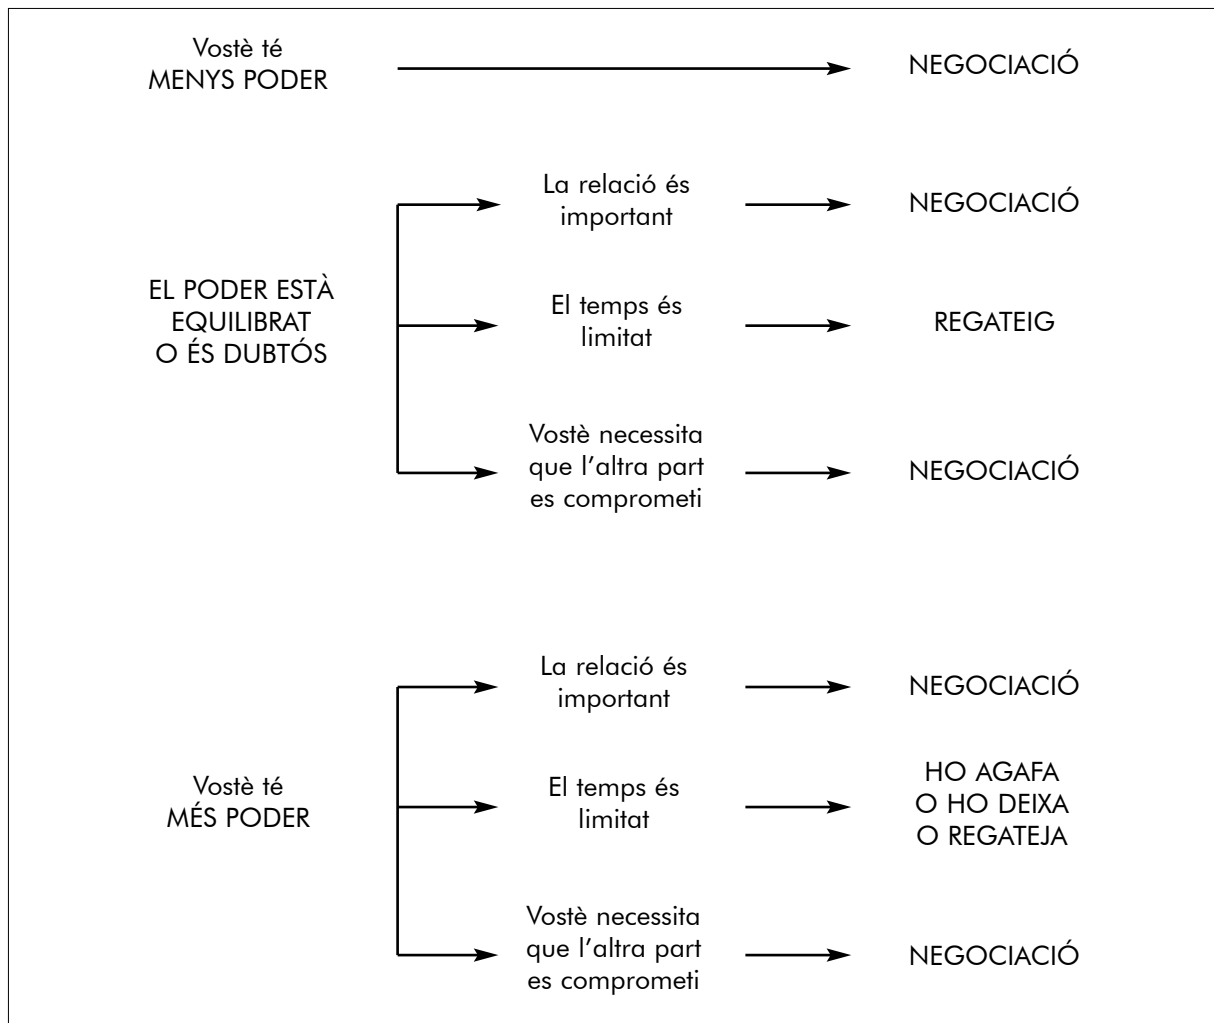 Vostè té
MENYS PODER
NEGOCIACIÓ
La relació és
important
NEGOCIACIÓ
EL PODER ESTÀ
EQUILIBRAT
O ÉS DUBTÓS
El temps és
limitat
REGATEIG
Vostè necessita
que l’altra part
es comprometi
NEGOCIACIÓ
La relació és
important
NEGOCIACIÓ
Vostè té
MÉS PODER
El temps és
limitat
HO AGAFA
O HO DEIXA
O REGATEJA
Vostè necessita
que l’altra part
es comprometi
NEGOCIACIÓ